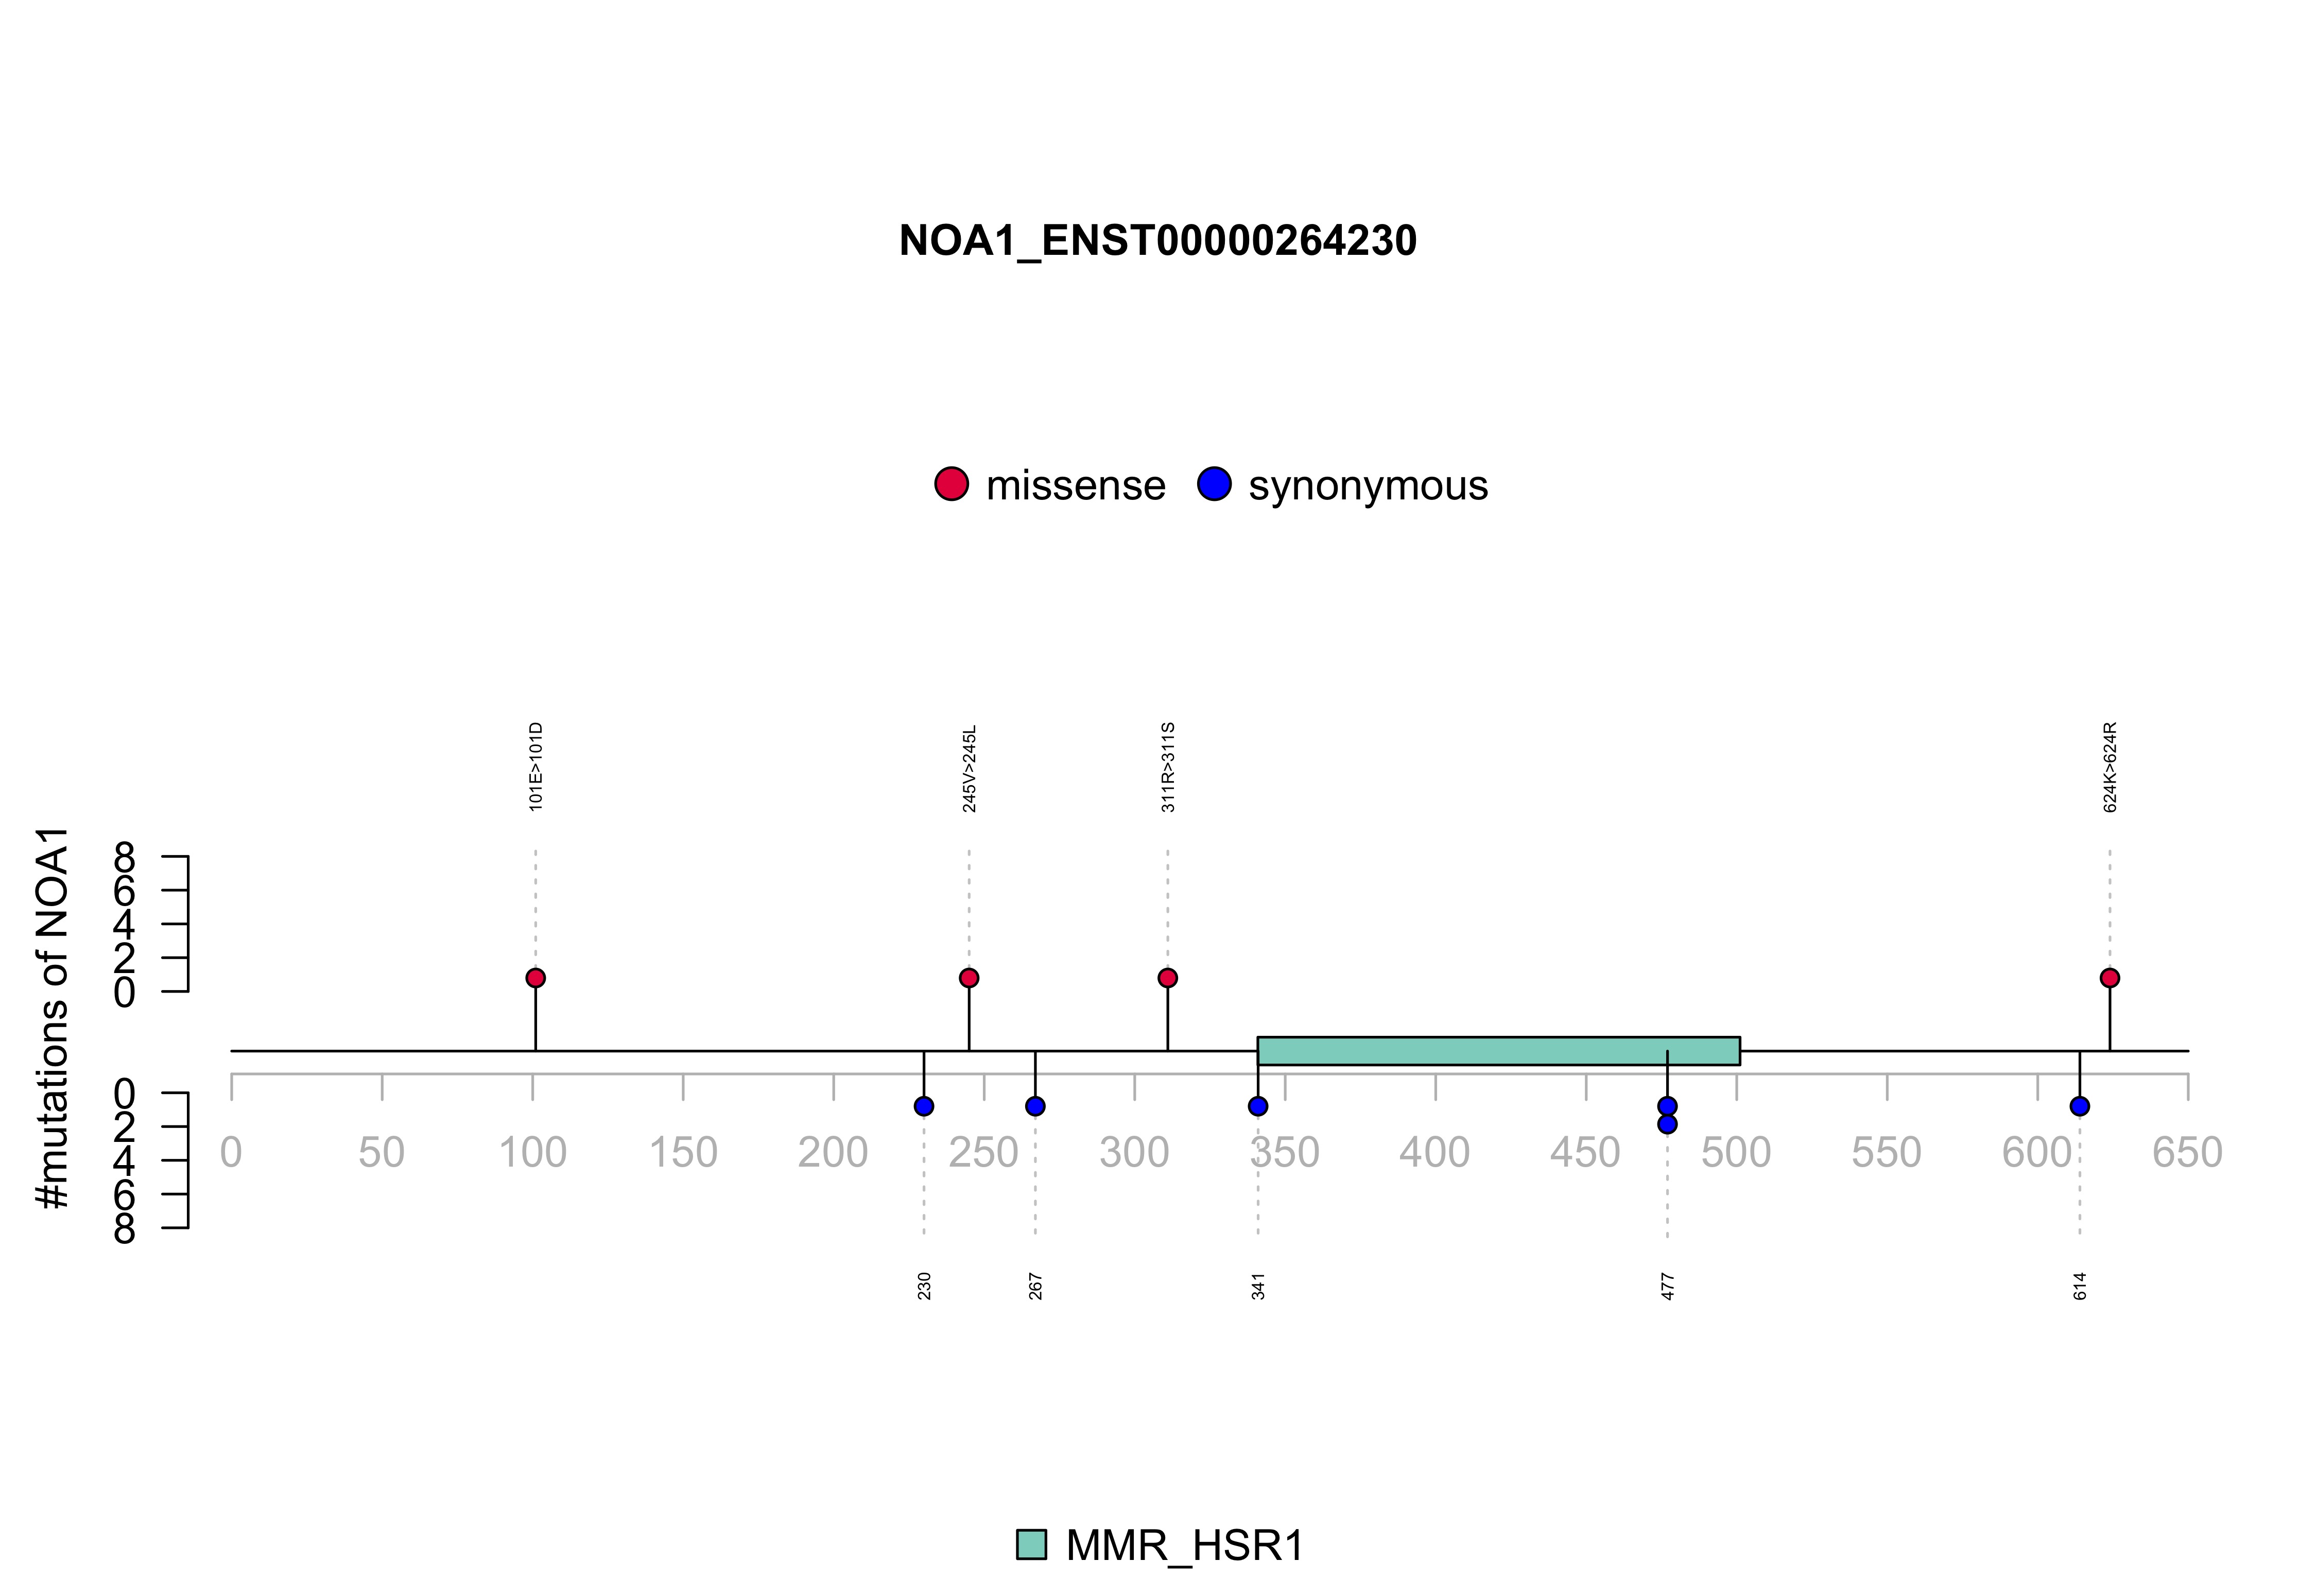 NOA1_ENST00000264230
missense synonymous
101E>101D
245V>245L
311R>311S
624K>624R
#mutations of NOA1
8
6
4
2
0
0
2
4
6
8
0 50 100 150 200 250 300 350 400 450 500 550 600 650
230
267
341
477
614
MMR_HSR1